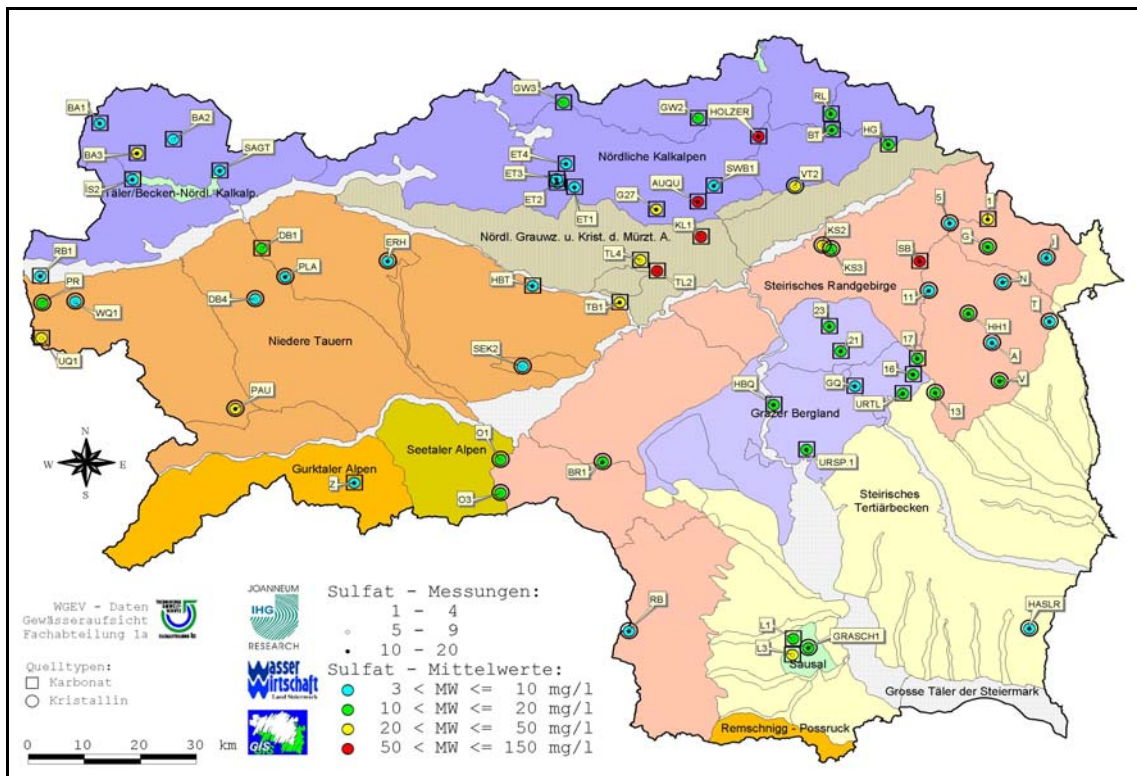 BA1
BA2
BA3
SAGT
IS2
Täler/Becken-Nördl. Kalkalp.
RB1
PR
WQ1
UQ1
DB1
PLA
DB4
ERH
Niedere Tauern
PAU
SEK2
HBT
TB1
GW3
GW2
HOLZER
RL
BT
HG
ET4
ET3
ET2
ET1
Nördliche Kalkalpen
G27
AUQU
SWB1
VT2
KL1
Nördl. Grauwz. u. Krist. d. Mürzt. A.
TL4
TL2
KS2
KS3
5
1
G
J
SB
Steirisches Randgebirge
11
N
T
HH1
A
V
23
21
17
16
GQ
HBQ
URTL
13
Grazer Bergland
URSP.1
N
W E
S
Gurktaler Alpen
Z
Seetaler Alpen
O1
O3
BR1
Steirisches
Tertiärbecken
RB
L1
L3
GRASCH1
Sausal
HASLR
Grosse Täler der Steiermark
Remschnigg - Possruck
WGEV - Daten
Gewässeraufsicht
Fachabteilung 1a
JOANNEUM
IHG
RESEARCH
Wasser
Wirtschaft
Land Steiermark
GIS
Quelltypen:
Karbonat
Kristallin
0 10 20 30 km
Sulfat - Messungen:
1 - 4
5 - 9
10 - 20
Sulfat - Mittelwerte:
3 < MW <= 10 mg/l
10 < MW <= 20 mg/l
20 < MW <= 50 mg/l
50 < MW <= 150 mg/l